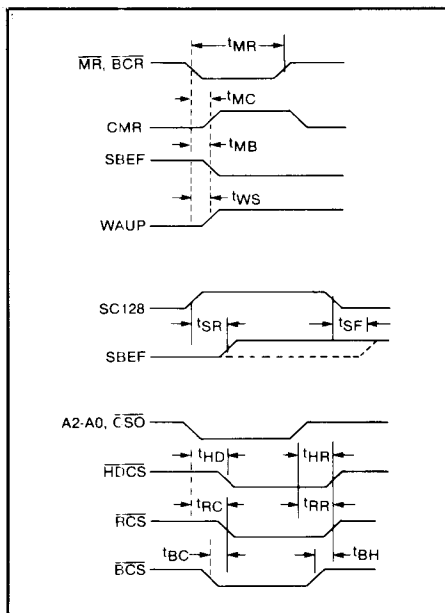 tMR
MR, BCR
tMC
CMR
tMB
SBEF
tWS
WAUP
SC128
tSR
tSF
SBEF
A2-A0, CSO
tHD
tHR
HDCS
tRC
tRR
RCS
tBC
tBH
BCS